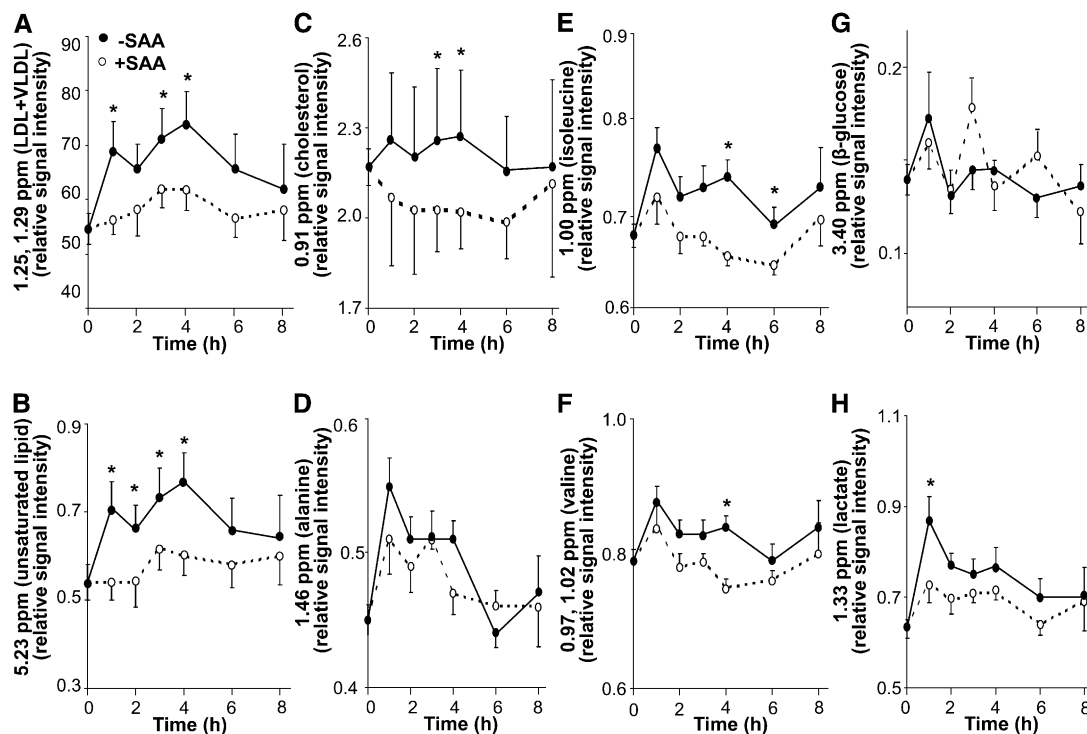 A
1.25, 1.29 ppm (LDL+VLDL)
(relative signal intensity)
90
80
70
60
50
40
-SAA
+SAA
*
*
*
0 2 4 6 8
Time (h)
C
0.91 ppm (cholesterol)
(relative signal intensity)
2.6
2.3
2.0
1.7
*
*
0 2 4 6 8
Time (h)
E
1.00 ppm (isoleucine)
(relative signal intensity)
0.9
0.8
0.7
0.6
*
*
0 2 4 6 8
Time (h)
G
3.40 ppm (β-glucose)
(relative signal intensity)
0.2
0.1
0 2 4 6 8
Time (h)
B
5.23 ppm (unsaturated lipid)
(relative signal intensity)
0.9
0.7
0.5
0.3
*
*
*
*
0 2 4 6 8
Time (h)
D
1.46 ppm (alanine)
(relative signal intensity)
0.6
0.5
0.4
0 2 4 6 8
Time (h)
F
0.97, 1.02 ppm (valine)
(relative signal intensity)
1.0
0.8
0.6
*
0 2 4 6 8
Time (h)
H
1.33 ppm (lactate)
(relative signal intensity)
1.1
0.9
0.7
0.5
*
0 2 4 6 8
Time (h)